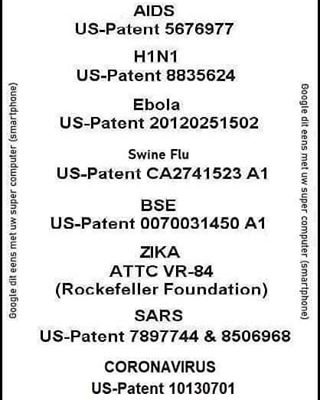 AIDS
US-Patent 5676977
H1N1
US-Patent 8835624
Ebola
US-Patent 20120251502
Swine Flu
US-Patent CA2741523 A1
BSE
US-Patent 0070031450 A1
ZIKA
ATTC VR-84
(Rockefeller Foundation)
SARS
US-Patent 7897744 & 8506968
CORONAVIRUS
US-Patent 10130701
Google dit eens met uw super computer (smartphone)
Google dit eens met uw super computer (smartphone)